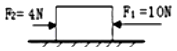 F₂= 4N
F₁ =10N